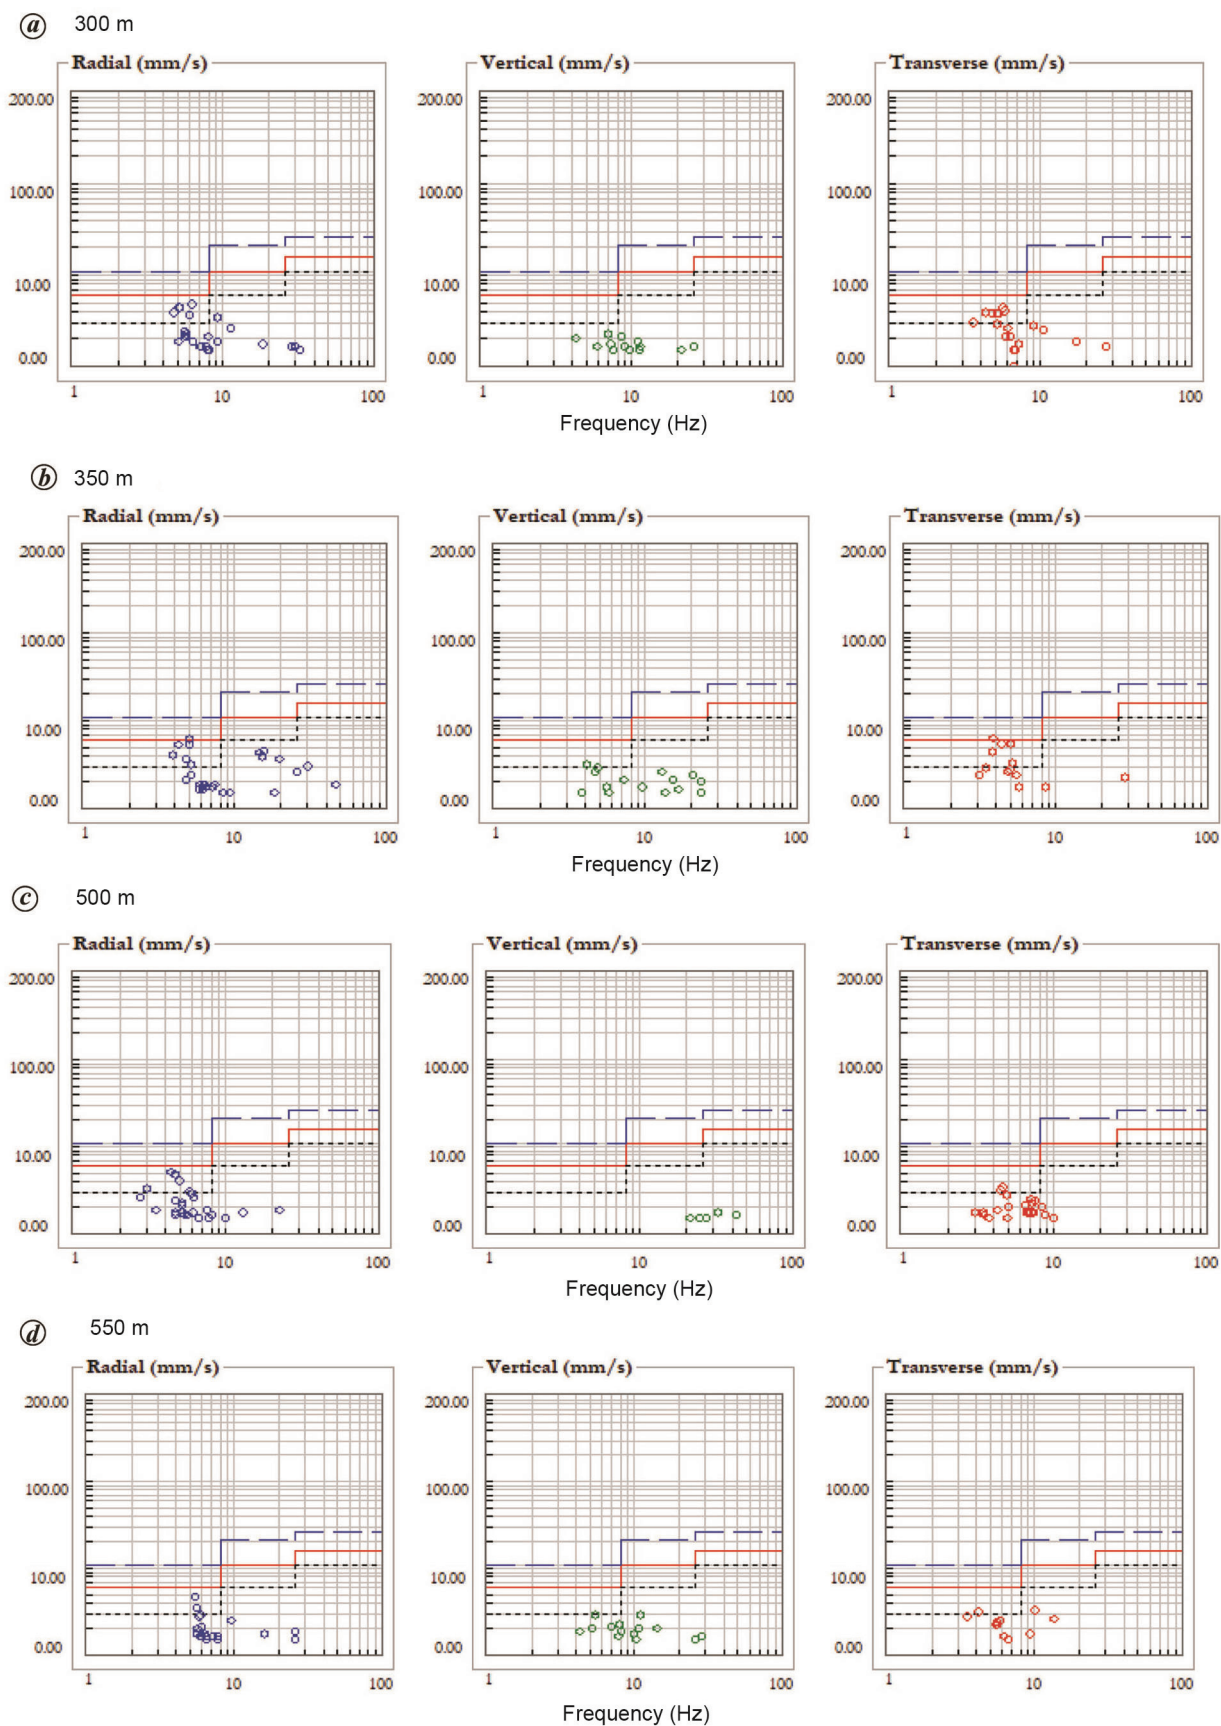 a 300 m
Radial (mm/s) Vertical (mm/s) Transverse (mm/s)
200.00 200.00 200.00
100.00 100.00 100.00
10.00 10.00 10.00
0.00 0.00 0.00
1 10 100 1 10 100 1 10 100
Frequency (Hz)
b 350 m
Radial (mm/s) Vertical (mm/s) Transverse (mm/s)
200.00 200.00 200.00
100.00 100.00 100.00
10.00 10.00 10.00
0.00 0.00 0.00
1 10 100 1 10 100 1 10 100
Frequency (Hz)
c 500 m
Radial (mm/s) Vertical (mm/s) Transverse (mm/s)
200.00 200.00 200.00
100.00 100.00 100.00
10.00 10.00 10.00
0.00 0.00 0.00
1 10 100 1 10 100 1 10 100
Frequency (Hz)
d 550 m
Radial (mm/s) Vertical (mm/s) Transverse (mm/s)
200.00 200.00 200.00
100.00 100.00 100.00
10.00 10.00 10.00
0.00 0.00 0.00
1 10 100 1 10 100 1 10 100
Frequency (Hz)